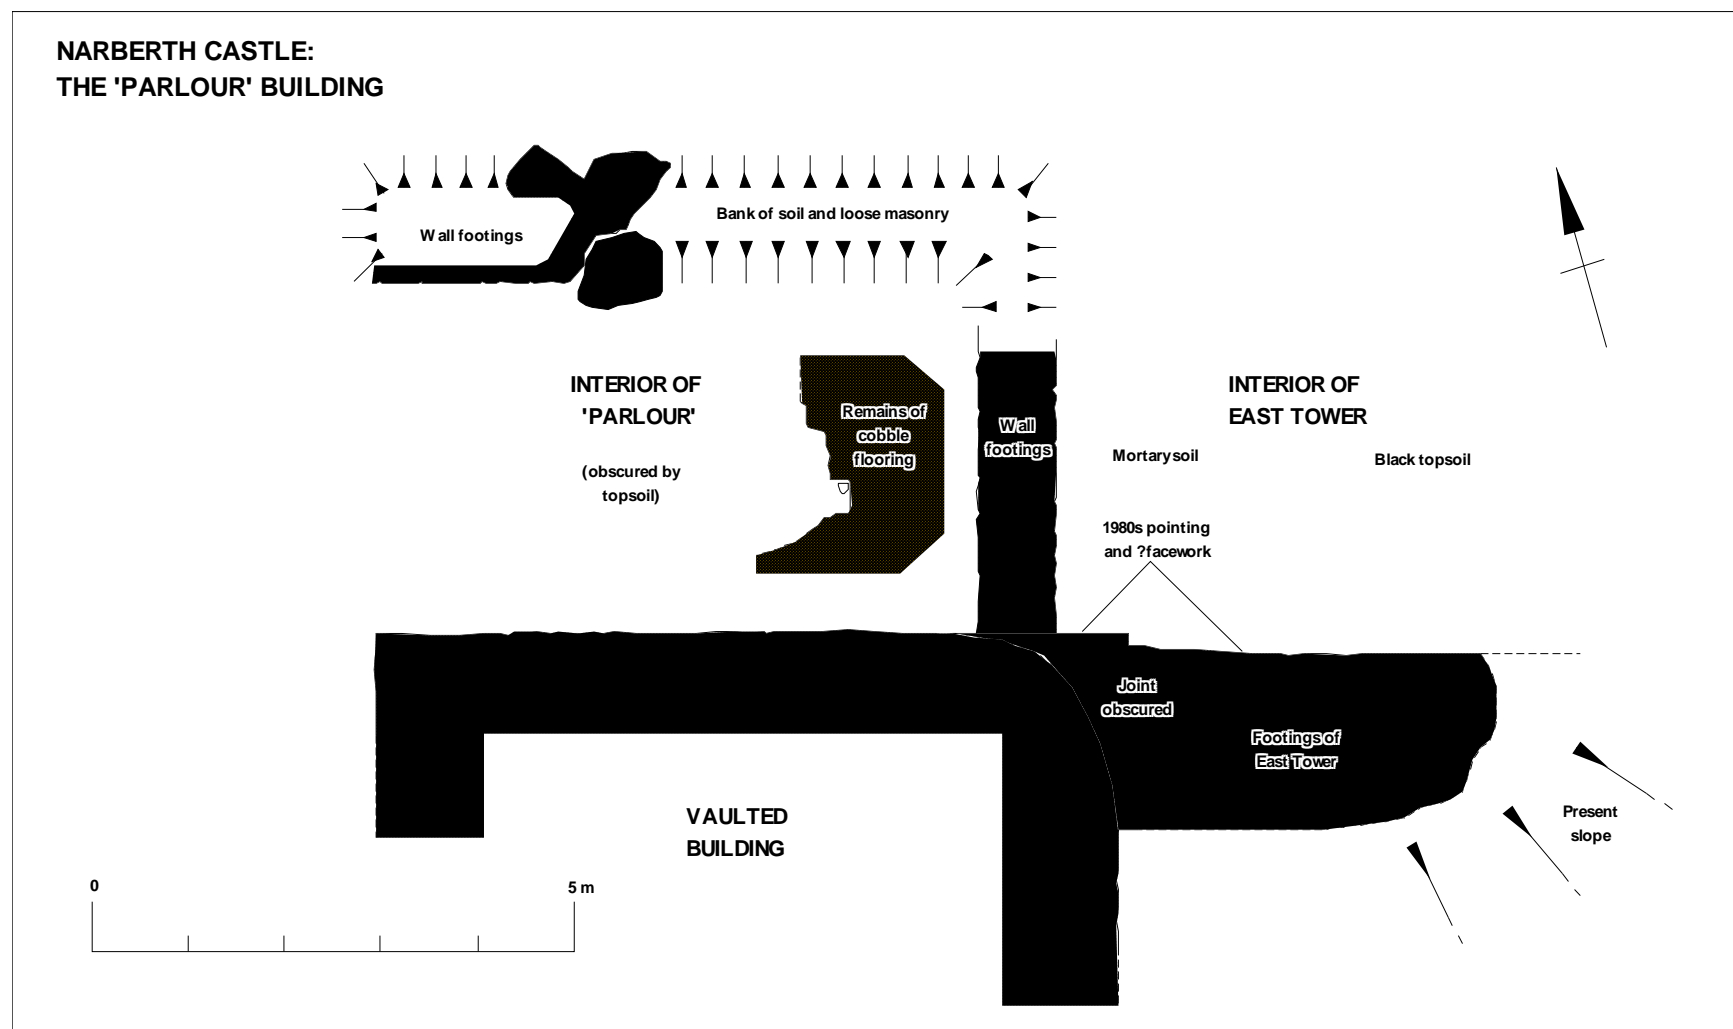 NARBERTH CASTLE:
THE 'PARLOUR' BUILDING
Bank of soil and loose masonry
Wall footings
INTERIOR OF
'PARLOUR'
(obscured by
topsoil)
Remains of
cobble
flooring
Wall
footings
INTERIOR OF
EAST TOWER
Mortary soil
Black topsoil
1980s pointing
and ?facework
Joint
obscured
Footings of
East Tower
VAULTED
BUILDING
Present
slope
0
5 m